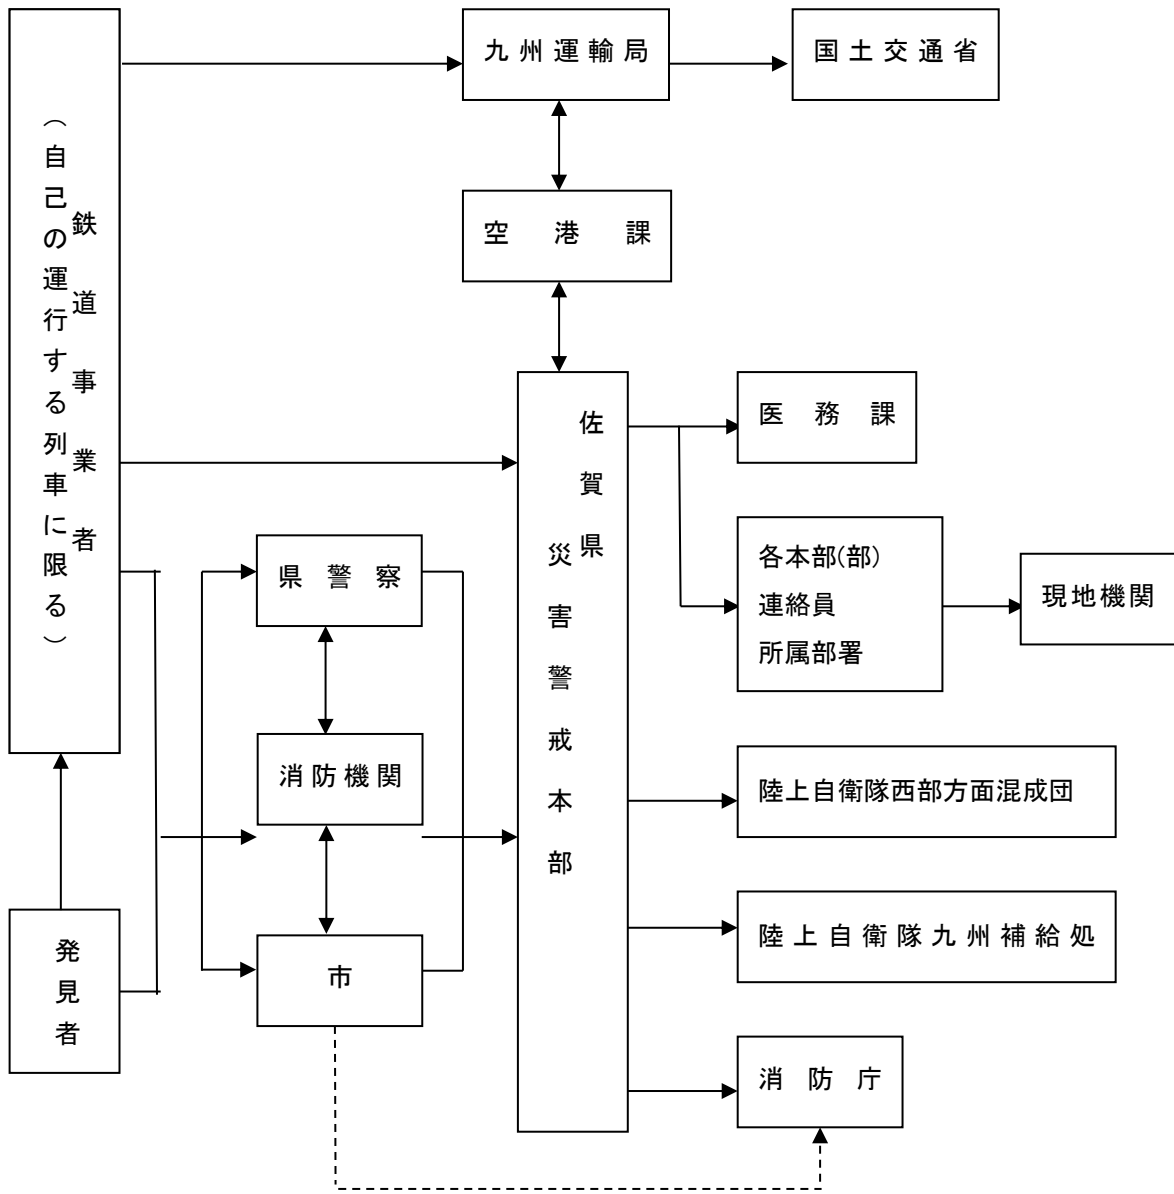 九州運輸局
国土交通省
鉄道事業者
（自己の運行する列車に限る）
空港課
佐賀県
災害警戒本部
医務課
各本部(部)
連絡員
所属部署
現地機関
県警察
消防機関
陸上自衛隊西部方面混成団
陸上自衛隊九州補給処
発見者
市
消防庁